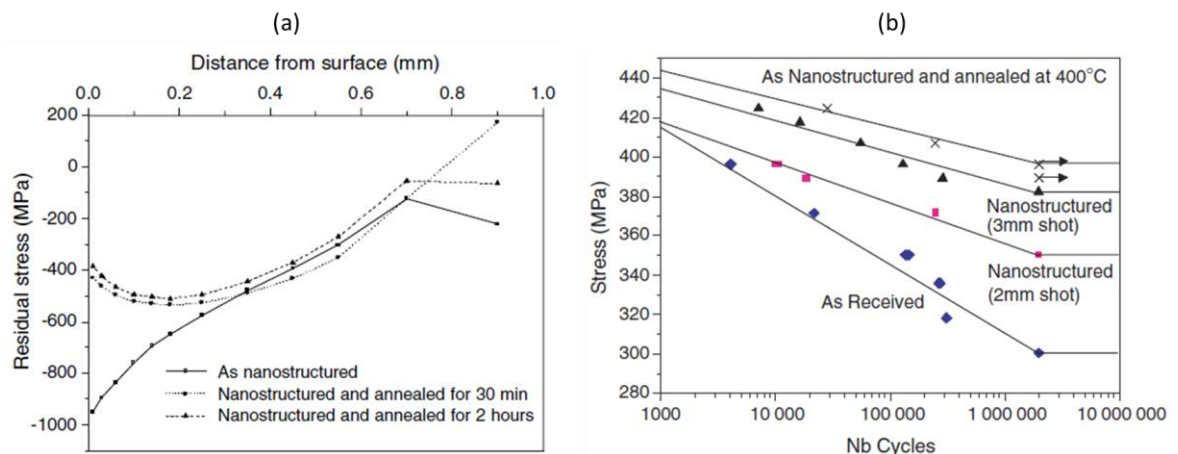 (a)
Distance from surface (mm)
0.0 0.2 0.4 0.6 0.8 1.0
200
0
-200
-400
-600
-800
-1000
Residual stress (MPa)
As nanostructured
Nanostructured and annealed for 30 min
Nanostructured and annealed for 2 hours
(b)
440
420
400
380
360
340
320
300
280
Stress (MPa)
As Nanostructured and annealed at 400°C
Nanostructured
(3mm shot)
Nanostructured
(2mm shot)
As Received
1000 10 000 100 000 1 000 000 10 000 000
Nb Cycles